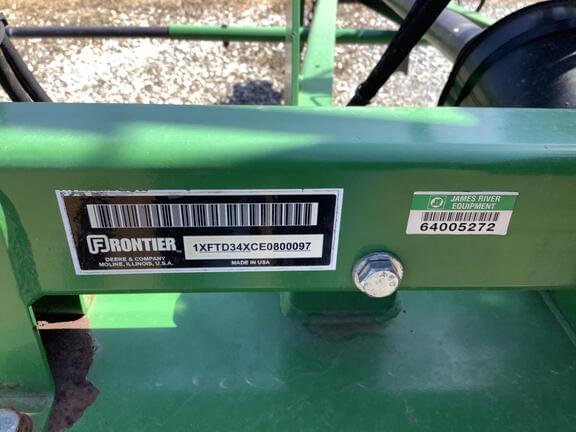 FRONTIER
1XFTD34XCE0800097
DEERE & COMPANY
MOLINE, ILLINOIS, U.S.A.
MADE IN USA
JAMES RIVER
EQUIPMENT
64005272